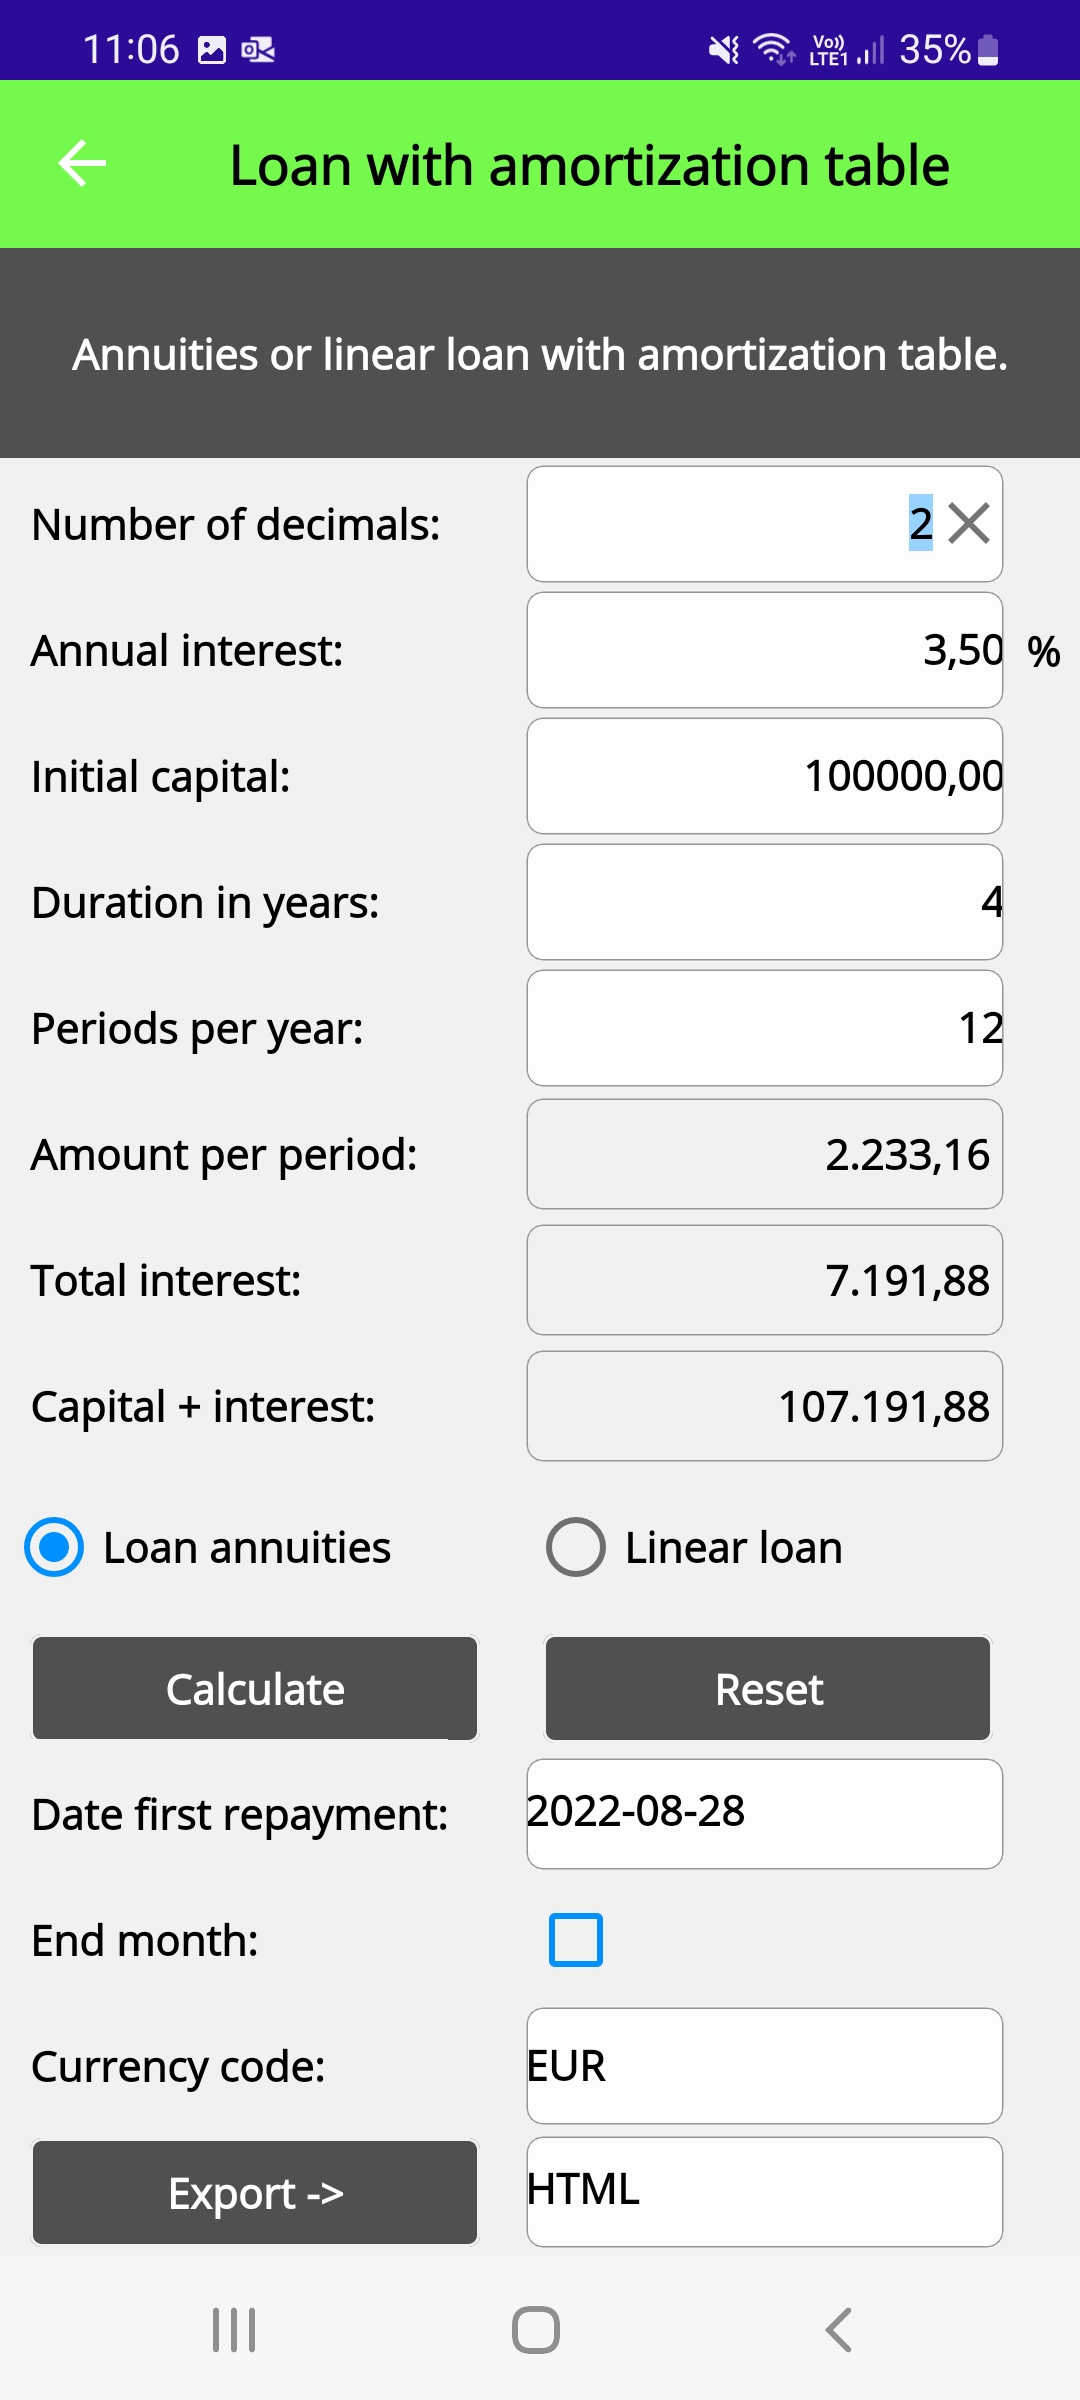 11:06 Vo)) LTE1 35%
Loan with amortization table
Annuities or linear loan with amortization table.
Number of decimals: 2
Annual interest: 3,50 %
Initial capital: 100000,00
Duration in years: 4
Periods per year: 12
Amount per period: 2.233,16
Total interest: 7.191,88
Capital + interest: 107.191,88
Loan annuities Linear loan
Calculate Reset
Date first repayment: 2022-08-28
End month:
Currency code: EUR
Export -> HTML